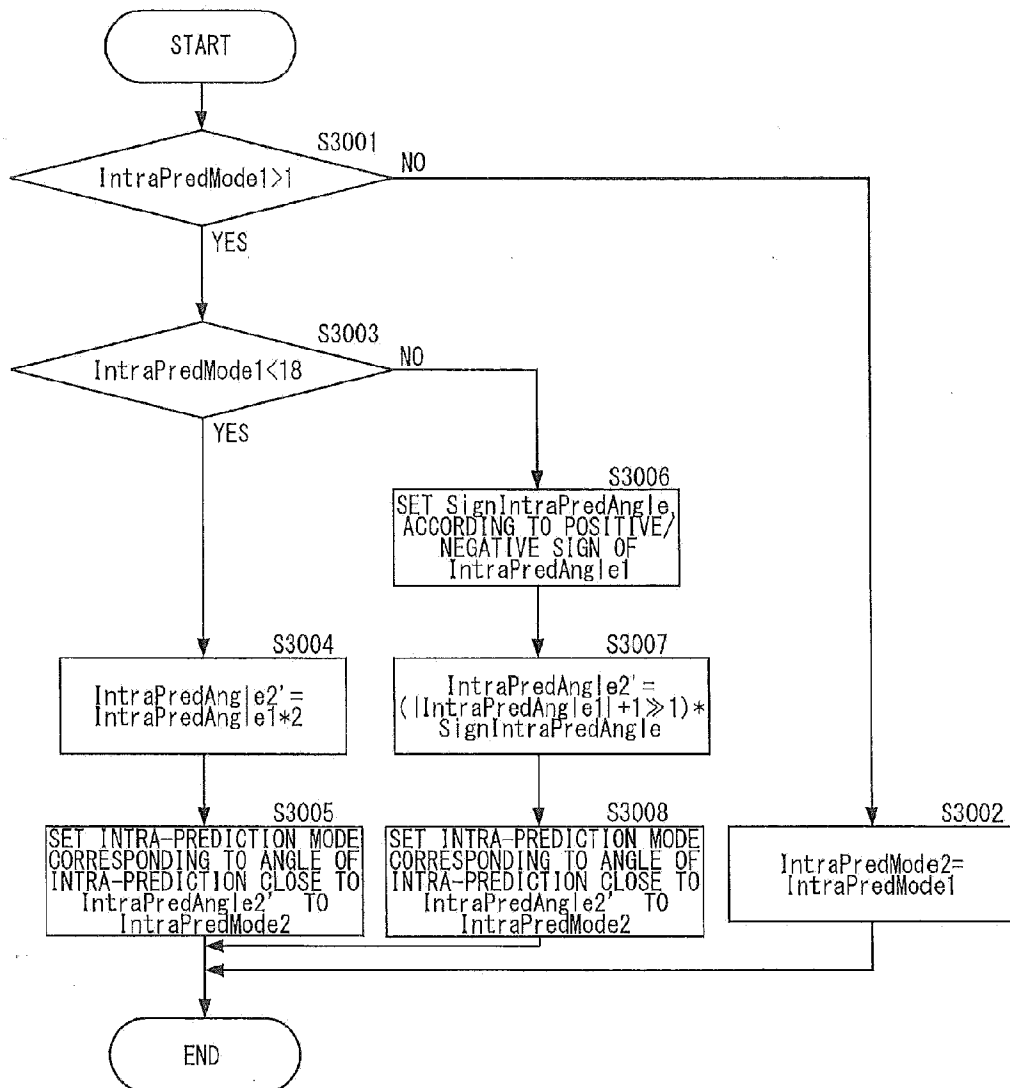 START
S3001
IntraPredMode1>1
NO
YES
S3003
IntraPredMode1<18
NO
YES
S3006
SET SignIntraPredAngle,
ACCORDING TO POSITIVE/
NEGATIVE SIGN OF
IntraPredAngle1
S3004
IntraPredAngle2'=
IntraPredAngle1*2
S3007
IntraPredAngle2'=
(|IntraPredAngle1|+1≫1)*
SignIntraPredAngle
S3005
SET INTRA-PREDICTION MODE
CORRESPONDING TO ANGLE OF
INTRA-PREDICTION CLOSE TO
IntraPredAngle2' TO
IntraPredMode2
S3008
SET INTRA-PREDICTION MODE
CORRESPONDING TO ANGLE OF
INTRA-PREDICTION CLOSE TO
IntraPredAngle2' TO
IntraPredMode2
S3002
IntraPredMode2=
IntraPredMode1
END